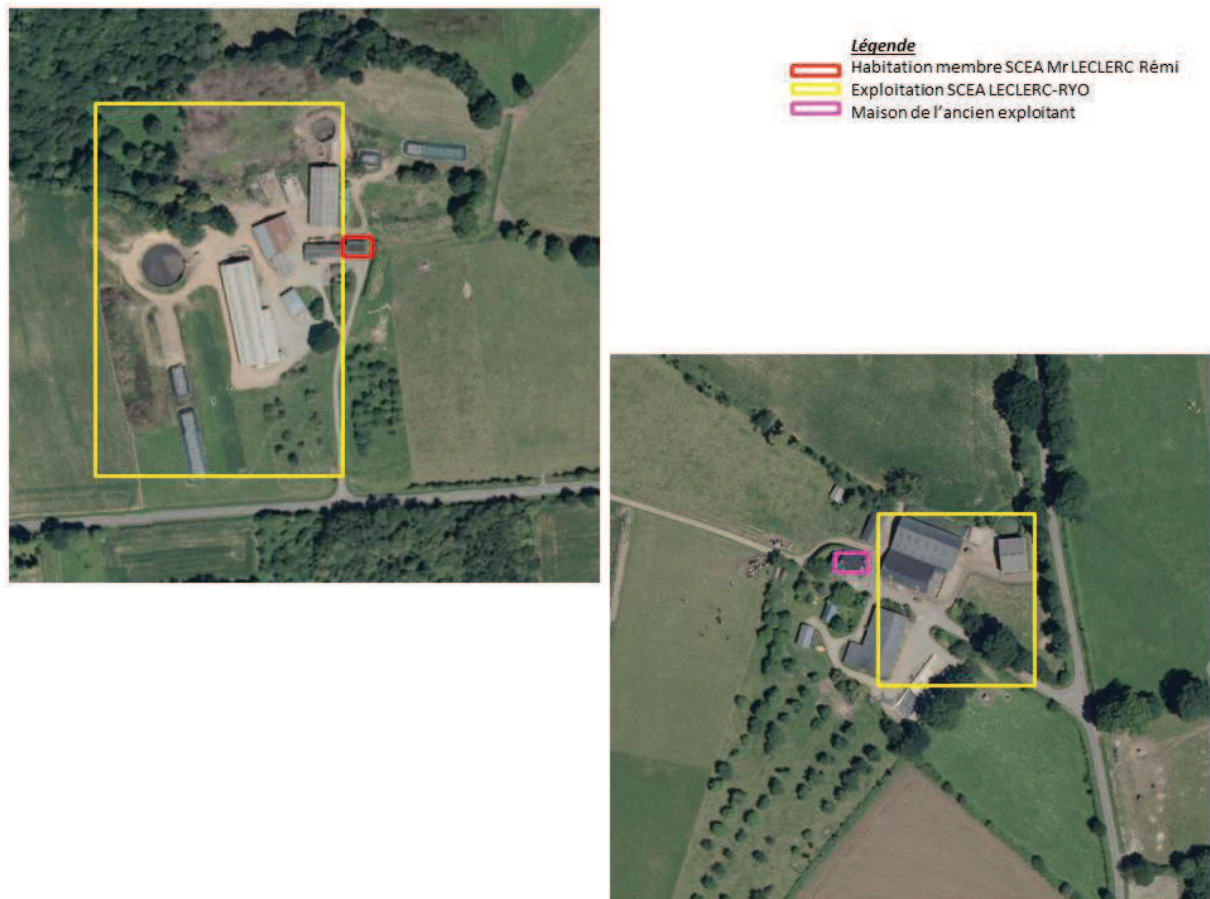 Légende
Habitation membre SCEA Mr LECLERC Rémi
Exploitation SCEA LECLERC-RYO
Maison de l'ancien exploitant